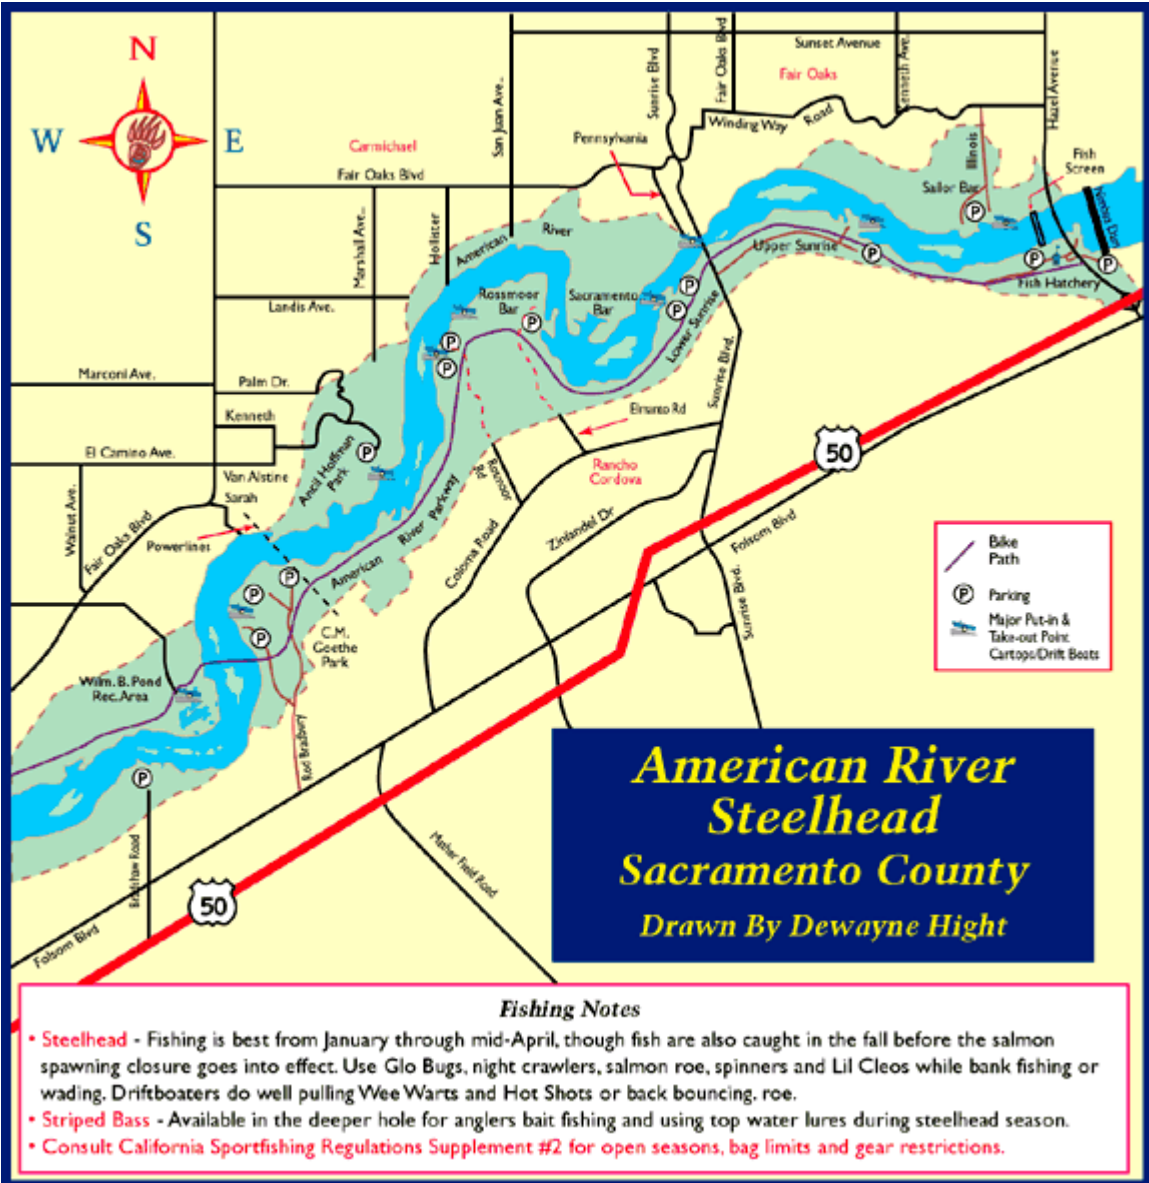 N
W
E
S
Sunset Avenue
Fair Oaks
Sunrise Blvd
Fair Oaks Blvd
Kenneth Ave.
Hazel Avenue
San Juan Ave.
Winding Way
Road
Pennsylvania
Carmichael
Fair Oaks Blvd
Illinois
Fish
Screen
Sailor Bar
Nimbus Dam
Marshall Ave.
Hollister
American
River
Upper Sunrise
Fish Hatchery
Landis Ave.
Rossmoor
Bar
Sacramento
Bar
Lower Sunrise
Sunrise Blvd.
Marconi Ave.
Palm Dr.
Kenneth
El Camino Ave.
Elmanto Rd
Rancho
Cordova
50
Ancil Hoffman
Park
Van Alstine
Sarah
Rosmoor
Rd
Walnut Ave.
Fair Oaks Blvd
Powerlines
American
River
Parkway
Coloma Road
Zinfandel Dr
Folsom Blvd
Sunrise Blvd.
C.M.
Goethe
Park
Wilm. B. Pond
Rec. Area
Rod Bradbury
Bradshaw Road
Mather Field Road
50
Folsom Blvd
Bike
Path
P
Parking
Major Put-in &
Take-out Point
Cartops/Drift Boats
American River
Steelhead
Sacramento County
Drawn By Dewayne Hight
Fishing Notes
• Steelhead - Fishing is best from January through mid-April, though fish are also caught in the fall before the salmon
spawning closure goes into effect. Use Glo Bugs, night crawlers, salmon roe, spinners and Lil Cleos while bank fishing or
wading. Driftboaters do well pulling Wee Warts and Hot Shots or back bouncing. roe.
• Striped Bass - Available in the deeper hole for anglers bait fishing and using top water lures during steelhead season.
• Consult California Sportfishing Regulations Supplement #2 for open seasons, bag limits and gear restrictions.